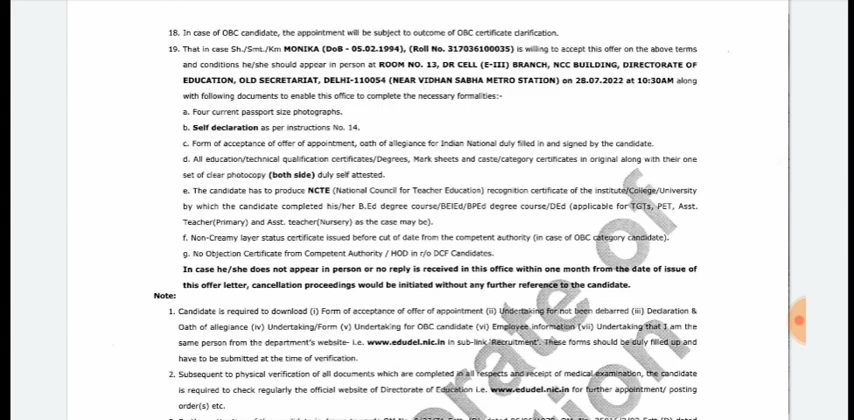 18. In case of OBC candidate, the appointment will be subject to outcome of OBC certificate clarification.
19. That in case Sh./Smt./Km MONIKA (DoB - 05.02.1994), (Roll No. 317036100035) is willing to accept this offer on the above terms
and conditions he/she should appear in person at ROOM NO. 13, DR CELL (E-III) BRANCH, NCC BUILDING, DIRECTORATE OF
EDUCATION, OLD SECRETARIAT, DELHI-110054 (NEAR VIDHAN SABHA METRO STATION) on 28.07.2022 at 10:30AM along
with following documents to enable this office to complete the necessary formalities:-
a. Four current passport size photographs.
b. Self declaration as per instructions No. 14.
c. Form of acceptance of offer of appointment, oath of allegiance for Indian National duly filled in and signed by the candidate.
d. All education/technical qualification certificates/Degrees, Mark sheets and caste/category certificates in original along with their one
set of clear photocopy (both side) duly self attested.
e. The candidate has to produce NCTE (National Council for Teacher Education) recognition certificate of the institute/College/University
by which the candidate completed his/her B.Ed degree course/BElEd/BPEd degree course/DEd (applicable for TGTs, PET, Asst.
Teacher(Primary) and Asst. teacher(Nursery) as the case may be).
f. Non-Creamy layer status certificate issued before cut of date from the competent authority (in case of OBC category candidate).
g. No Objection Certificate from Competent Authority / HOD in r/o DCF Candidates.
In case he/she does not appear in person or no reply is received in this office within one month from the date of issue of
this offer letter, cancellation proceedings would be initiated without any further reference to the candidate.
Note:
1. Candidate is required to download (i) Form of acceptance of offer of appointment (ii) Undertaking for not been debarred (iii) Declaration &
Oath of allegiance (iv) Undertaking/Form (v) Undertaking for OBC candidate (vi) Employee information (vii) Undertaking that I am the
same person from the department's website- i.e. www.edudel.nic.in in sub-link 'Recruitment'. These forms should be duly filled up and
have to be submitted at the time of verification.
2. Subsequent to physical verification of all documents which are completed in all respects and receipt of medical examination, the candidate
is required to check regularly the official website of Directorate of Education i.e. www.edudel.nic.in for further appointment/ posting
order(s) etc.
rate of